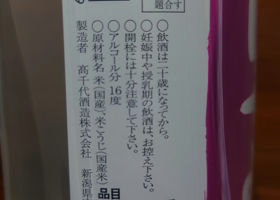 題合す
○飲酒は二十歳になってから。
○妊娠中や授乳期の飲酒は、お控え下さい。
○開栓には十分注意して下さい。
○アルコール分 16度
○原材料名 米(国産)、米こうじ(国産米)
製造者 高千代酒造株式会社 新潟県
品目